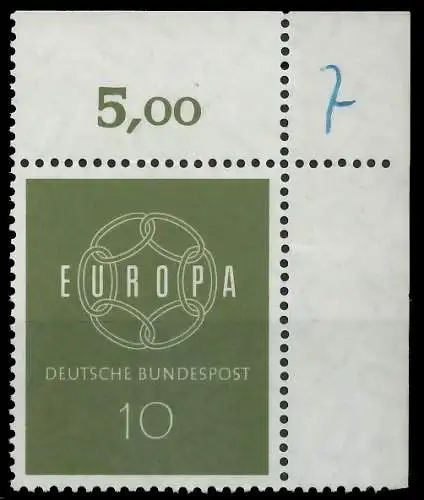 5,00
7
EUROPA
DEUTSCHE BUNDESPOST
10